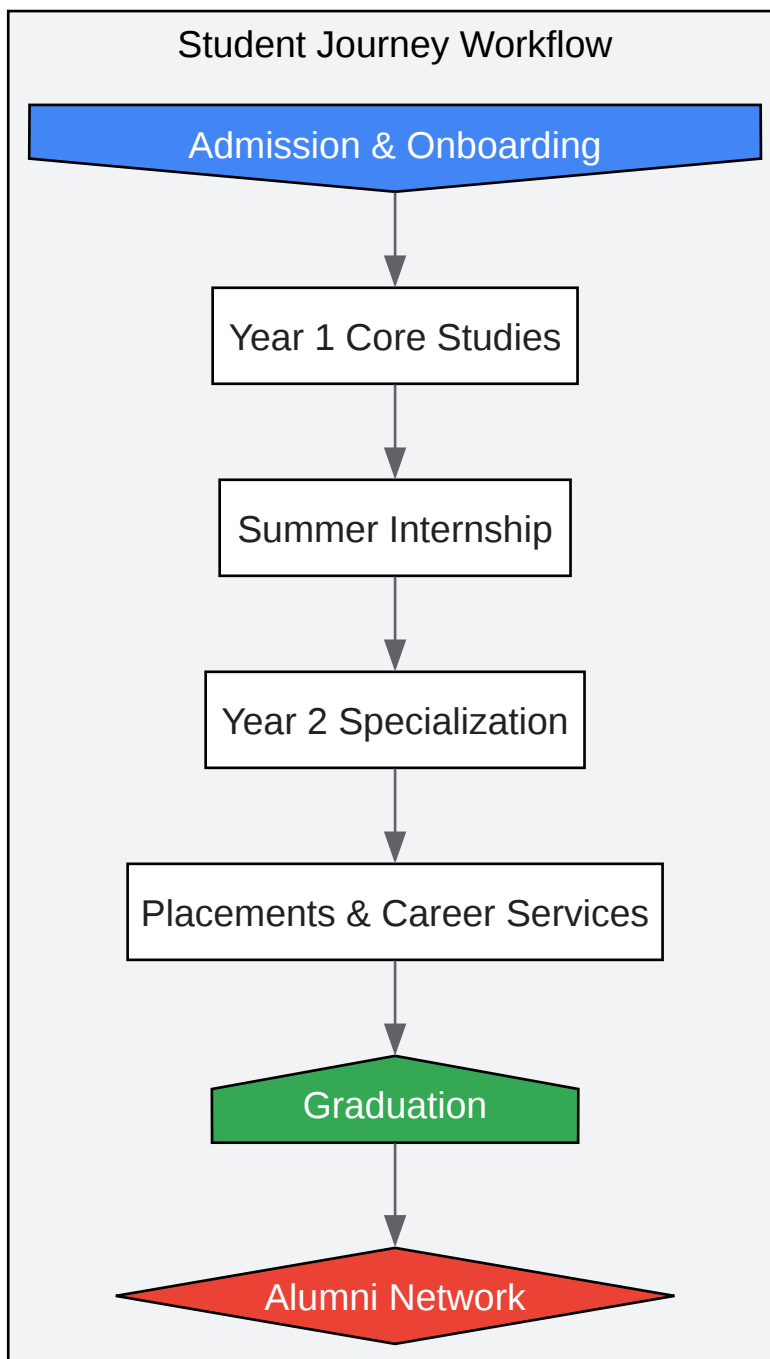 Student Journey Workflow
Admission & Onboarding
Year 1 Core Studies
Summer Internship
Year 2 Specialization
Placements & Career Services
Graduation
Alumni Network